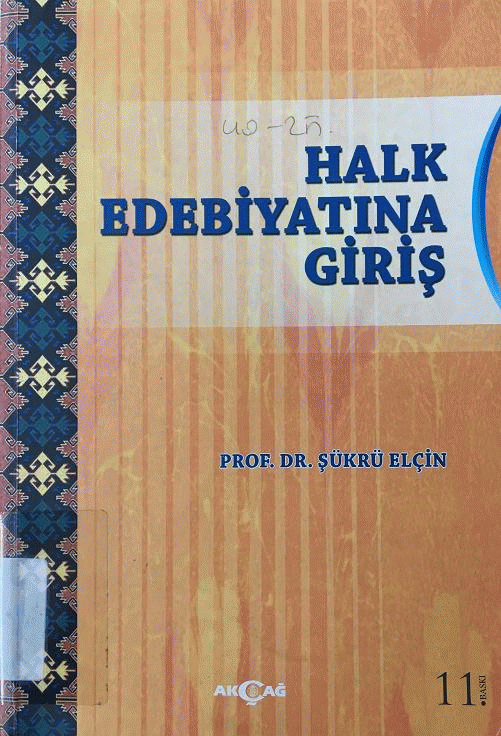 HALK
EDEBİYATINA
GİRİŞ
PROF. DR. ŞÜKRÜ ELÇİN
AKÇAĞ
11. BASKI